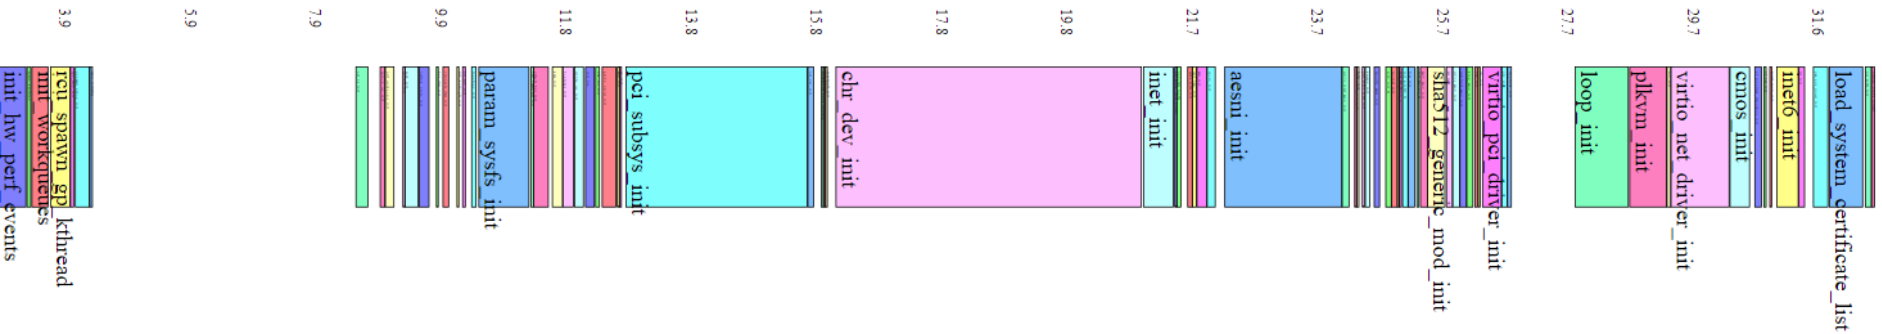 3.9
5.9
7.9
9.9
11.8
13.8
15.8
17.8
19.8
21.7
23.7
25.7
27.7
29.7
31.6
init_hw_perf_events
init_workqueues
rcu_spawn_gp_kthread
param_sysfs_init
pci_subsys_init
chr_dev_init
inet_init
aesni_init
sha512_generic_mod_init
virtio_pci_driver_init
loop_init
plkvm_init
virtio_net_driver_init
cmos_init
inet6_init
load_system_certificate_list